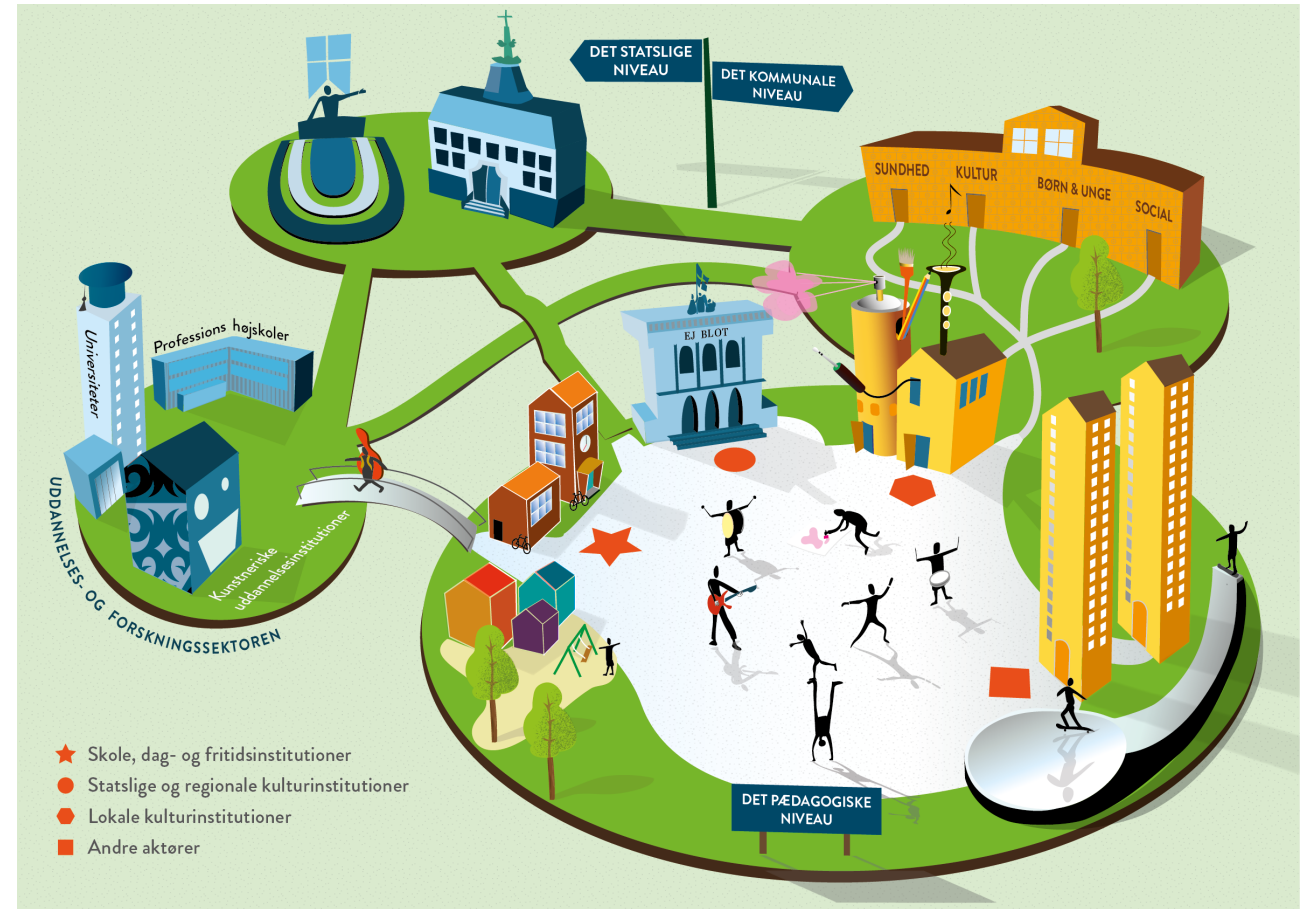 DET STATSLIGE
NIVEAU
DET KOMMUNALE
NIVEAU
SUNDHED
KULTUR
BØRN & UNGE
SOCIAL
Universiteter
Professions højskoler
EJ BLOT
Kunstneriske
uddannelsesinstitutioner
UDDANNELSES- OG FORSKNINGSSEKTOREN
Skole, dag- og fritidsinstitutioner
Statslige og regionale kulturinstitutioner
Lokale kulturinstitutioner
Andre aktører
DET PÆDAGOGISKE
NIVEAU